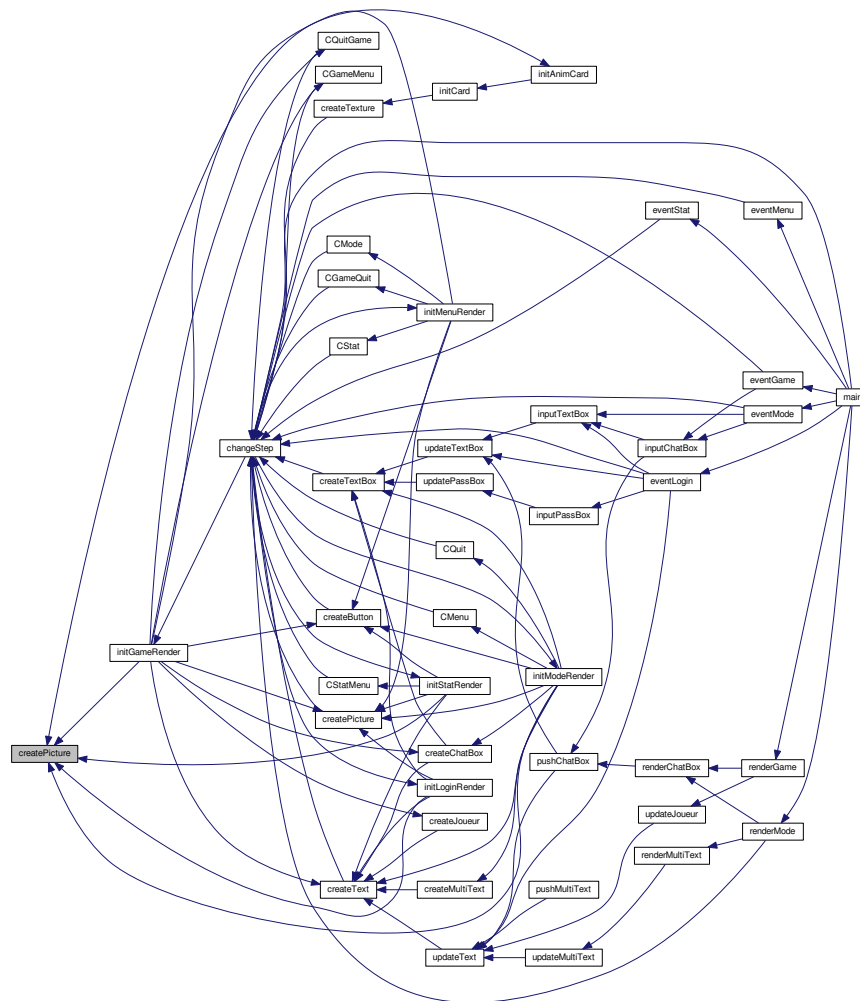 CQuitGame
CGameMenu
initAnimCard
initCard
createTexture
eventStat
eventMenu
CMode
CGameQuit
initMenuRender
CStat
eventGame
main
inputTextBox
eventMode
changeStep
updateTextBox
inputChatBox
createTextBox
updatePassBox
eventLogin
inputPassBox
CQuit
createButton
CMenu
initGameRender
CStatMenu
initStatRender
initModeRender
createPicture
createPicture
createChatBox
pushChatBox
renderChatBox
renderGame
initLoginRender
updateJoueur
createJoueur
renderMode
renderMultiText
createText
createMultiText
pushMultiText
updateText
updateMultiText